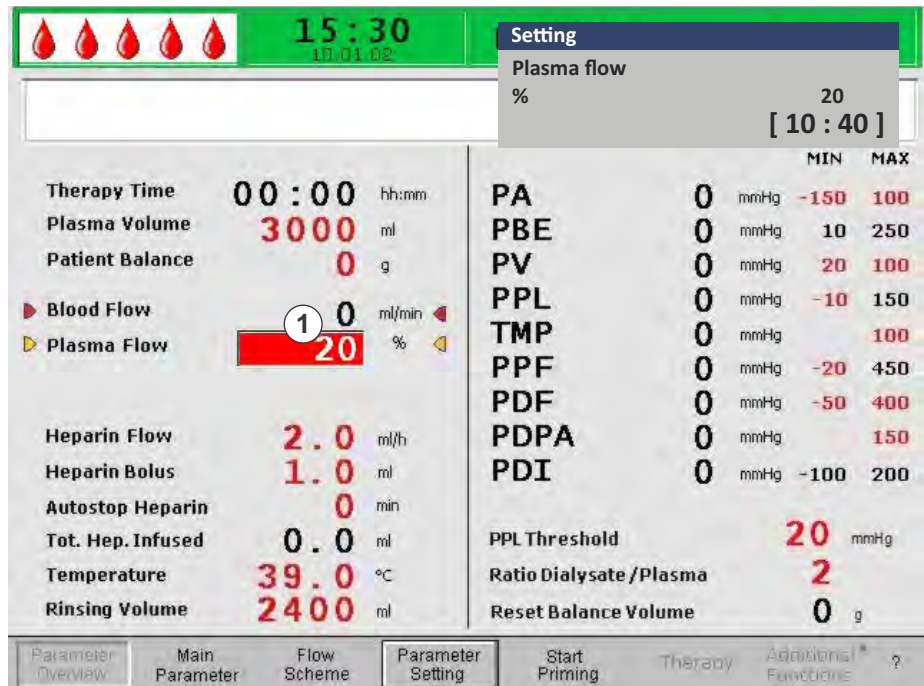 15:30
10.01.02
Setting
Plasma flow
% 20
[ 10 : 40 ]
Therapy Time 00:00 hh:mm
Plasma Volume 3000 ml
Patient Balance 0 g
Blood Flow 0 ml/min
1
Plasma Flow 20 %
Heparin Flow 2.0 ml/h
Heparin Bolus 1.0 ml
Autostop Heparin 0 min
Tot. Hep. Infused 0.0 ml
Temperature 39.0 °C
Rinsing Volume 2400 ml
MIN MAX
PA 0 mmHg -150 100
PBE 0 mmHg 10 250
PV 0 mmHg 20 100
PPL 0 mmHg -10 150
TMP 0 mmHg 100
PPF 0 mmHg -20 450
PDF 0 mmHg -50 400
PDPA 0 mmHg 150
PDI 0 mmHg -100 200
PPL Threshold 20 mmHg
Ratio Dialysate/Plasma 2
Reset Balance Volume 0 g
Parameter Overview
Main Parameter
Flow Scheme
Parameter Setting
Start Priming
Therapy
Additional Functions
?